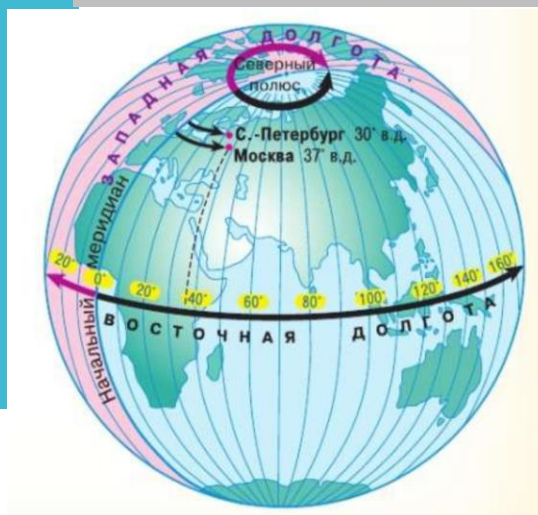 ЗАПАДНАЯ ДОЛГОТА
Северный
полюс
С.-Петербург 30° в.д.
Москва 37° в.д.
Начальный меридиан
20° 0° 20° 40° 60° 80° 100° 120° 140° 160°
ВОСТОЧНАЯ ДОЛГОТА